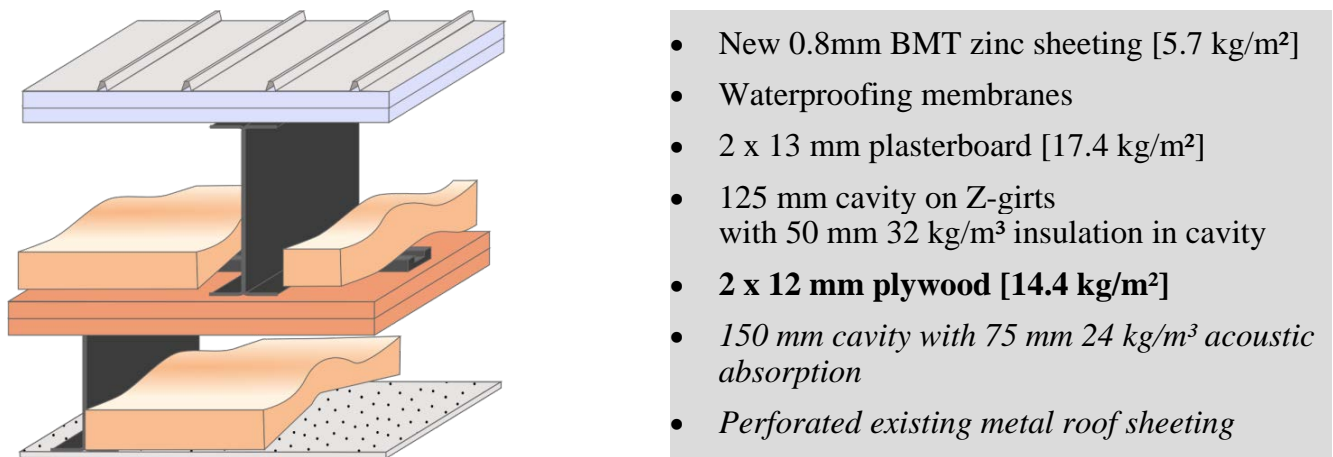 • New 0.8mm BMT zinc sheeting [5.7 kg/m²]
• Waterproofing membranes
• 2 x 13 mm plasterboard [17.4 kg/m²]
• 125 mm cavity on Z-girts
with 50 mm 32 kg/m³ insulation in cavity
• 2 x 12 mm plywood [14.4 kg/m²]
• 150 mm cavity with 75 mm 24 kg/m³ acoustic
absorption
• Perforated existing metal roof sheeting